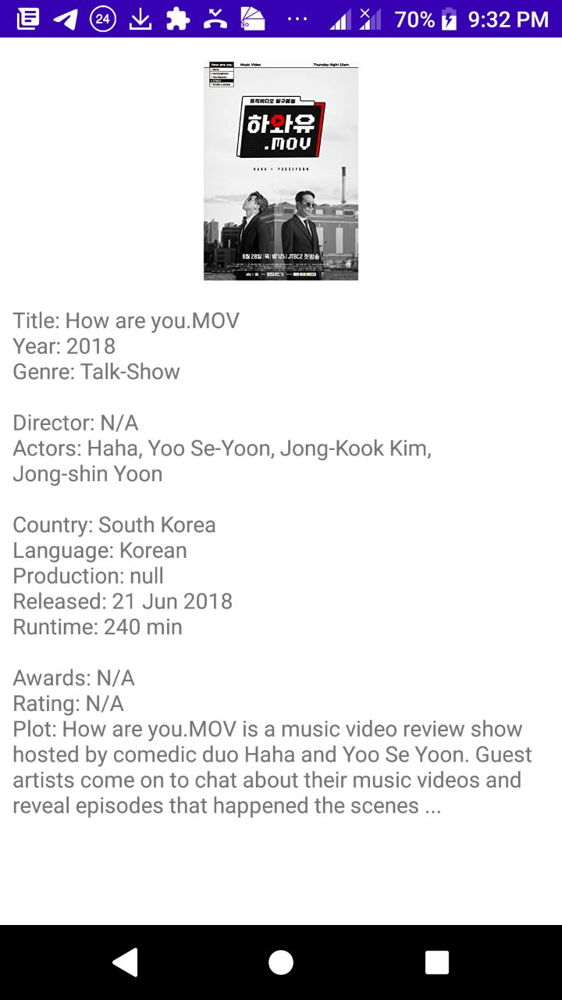 24
70%
9:32 PM
How are you
Music Video
Thursday Night 12am
뮤직비디오 탐구예능
하와유
.mov
HAHA × YOOSEYOON
6월 28일 | 목 | 밤 12시 JTBC2 첫방송
Title: How are you.MOV
Year: 2018
Genre: Talk-Show
Director: N/A
Actors: Haha, Yoo Se-Yoon, Jong-Kook Kim,
Jong-shin Yoon
Country: South Korea
Language: Korean
Production: null
Released: 21 Jun 2018
Runtime: 240 min
Awards: N/A
Rating: N/A
Plot: How are you.MOV is a music video review show
hosted by comedic duo Haha and Yoo Se Yoon. Guest
artists come on to chat about their music videos and
reveal episodes that happened the scenes ...